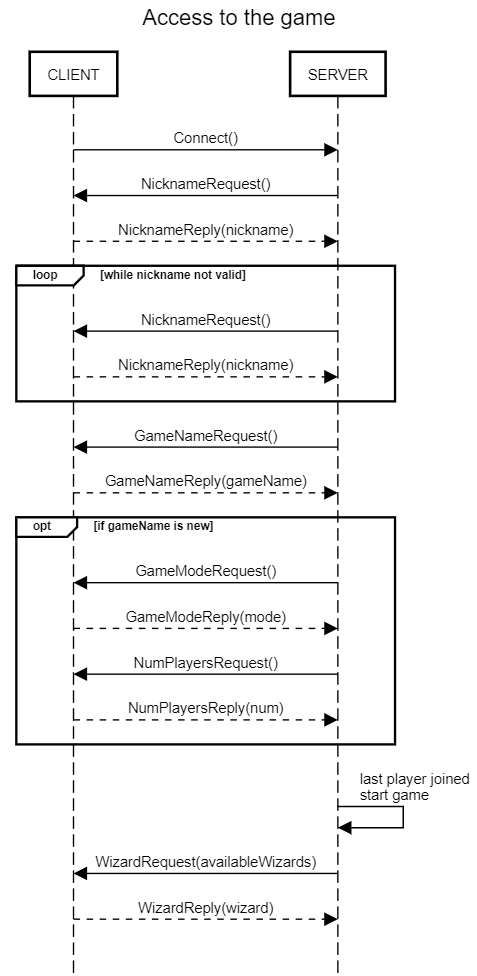 Access to the game
CLIENT
SERVER
Connect()
NicknameRequest()
NicknameReply(nickname)
loop
[while nickname not valid]
NicknameRequest()
NicknameReply(nickname)
GameNameRequest()
GameNameReply(gameName)
opt
[if gameName is new]
GameModeRequest()
GameModeReply(mode)
NumPlayersRequest()
NumPlayersReply(num)
last player joined
start game
WizardRequest(availableWizards)
WizardReply(wizard)